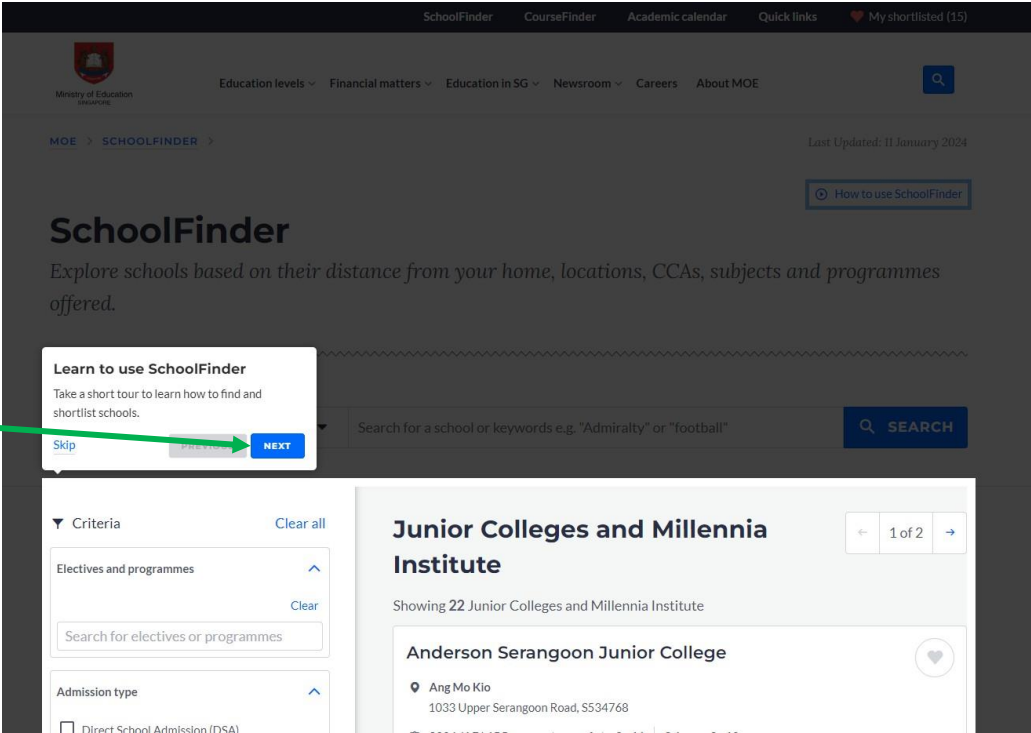 SchoolFinder CourseFinder Academic calendar Quick links My shortlisted (15)
Ministry of Education
SINGAPORE
Education levels Financial matters Education in SG Newsroom Careers About MOE
MOE > SCHOOLFINDER >
Last Updated: 11 January 2024
How to use SchoolFinder
SchoolFinder
Explore schools based on their distance from your home, locations, CCAs, subjects and programmes
offered.
Learn to use SchoolFinder
Take a short tour to learn how to find and
shortlist schools.
Skip PREVIOUS NEXT
Search for a school or keywords e.g. "Admiralty" or "football"
SEARCH
Criteria Clear all
Electives and programmes
Clear
Search for electives or programmes
Admission type
Direct School Admission (DSA)
Junior Colleges and Millennia
Institute
1 of 2
Showing 22 Junior Colleges and Millennia Institute
Anderson Serangoon Junior College
Ang Mo Kio
1033 Upper Serangoon Road, S534768